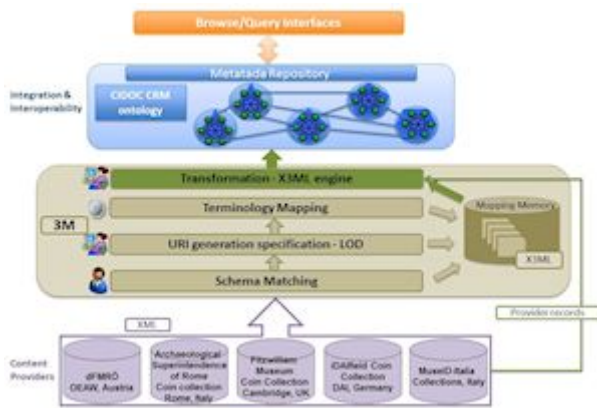 Browse/Query Interfaces
Metatada Repository
Integration &
Interoperability
CIDOC CRM
ontology
Transformation - X3ML engine
Mapping Memory
Terminology Mapping
3M
URI generation specification - LOD
X3ML
Schema Matching
Provider records
XML
Content
Providers
dFMRÖ
OEAW, Austria
Archaeological
Superintendence
of Rome
Coin collection
Rome, Italy
Fitzwilliam
Museum
Coin Collection
Cambridge, UK
iDAIfield Coin
Collection
DAI, Germany
MuseiD-Italia
Collections, Italy